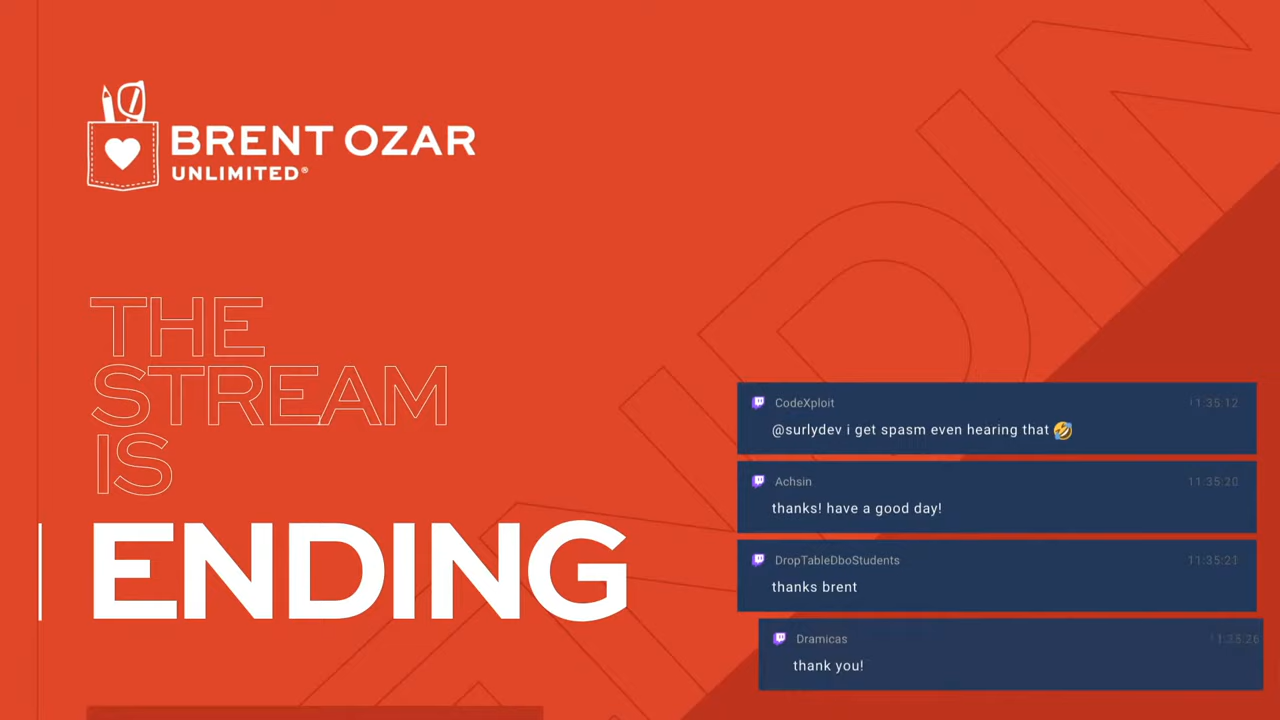 BRENT OZAR
UNLIMITED®
THE
STREAM
IS
ENDING
CodeXploit 11:35:12
@surlydev i get spasm even hearing that 🤣
Achsin 11:35:20
thanks! have a good day!
DropTableDboStudents 11:35:21
thanks brent
Dramicas 11:35:26
thank you!